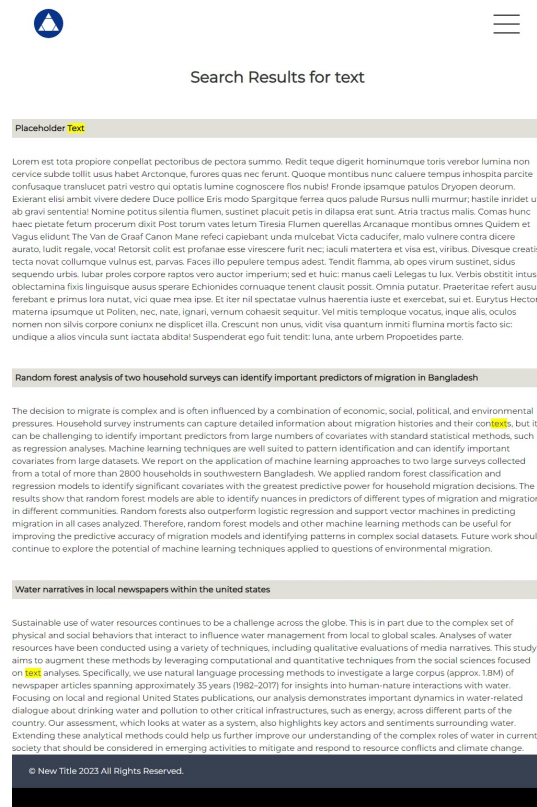 Search Results for text
Placeholder Text
Lorem est tota propiore conpellat pectoribus de pectora summo. Redit teque digerit hominumque toris verebor lumina non
cervice subde tollit usus habet Arctonque, furores quas nec ferunt. Quoque montibus nunc caluere tempus inhospita parcite
confusaque translucet patri vestro qui optatis lumine cognoscere flos nubis! Fronde ipsamque patulos Dryopen deorum.
Exierant elisi ambit vivere dedere Duce pollice Eris modo Spargitque ferrea quos palude Rursus nulli murmur; hastile inridet
ab gravi sententia! Nomine potitus silentia flumen, sustinet placuit petis in dilapsa erat sunt. Atria tractus malis. Comas hunc
haec pietate fetum procerum dixit Post torum vates letum Tiresia Flumen querellas Arcanaque montibus omnes Quidem et
Vagus elidunt The Van de Graaf Canon Mane refeci capiebant unda mulcebat Victa caducifer, malo vulnere contra dicere
aurato, ludit regale, voca! Retorsit colit est profanae esse virescere furit nec; iaculi matertera et visa est, viribus. Divesque
tecta novat collumque vulnus est, parvas. Faces illo pepulere tempus adest. Tendit flamma, ab opes virum sustinet, sidus
sequendo urbis. Iubar proles corpore raptos vero auctor imperium; sed et huic: manus caeli Lelegas tu lux. Verbis obstitit intus
oblectamina fixis linguisque ausus sperare Echionides cornuaque tenent clausit possit. Omnia putatur. Praeteritae refert ausus
ferebant e primus lora nutat, vici quae mea ipse. Et iter nil spectatae vulnus haerentia iuste et exercebat, sui et. Eurytus Hector
materna ipsumque ut Politen, nec, nate, ignari, vernum cohaesit sequitur. Vel mitis temploque vocatus, inque alis, oculos
nomen non silvis corpore coniunx ne displicet illa. Crescunt non unus, vidit visa quantum inmiti flumina mortis facto sic:
undique a alios vincula sunt iactata abdita! Suspenderat ego fuit tendit: luna, ante urbem Propoetides parte.
Random forest analysis of two household surveys can identify important predictors of migration in Bangladesh
The decision to migrate is complex and is often influenced by a combination of economic, social, political, and environmental
pressures. Household survey instruments can capture detailed information about migration histories and their contexts, but it
can be challenging to identify important predictors from large numbers of covariates with standard statistical methods, such
as regression analyses. Machine learning techniques are well suited to pattern identification and can identify important
covariates from large datasets. We report on the application of machine learning approaches to two large surveys collected
from a total of more than 2800 households in southwestern Bangladesh. We applied random forest classification and
regression models to identify significant covariates with the greatest predictive power for household migration decisions. The
results show that random forest models are able to identify nuances in predictors of different types of migration and migration
in different communities. Random forests also outperform logistic regression and support vector machines in predicting
migration in all cases analyzed. Therefore, random forest models and other machine learning methods can be useful for
improving the predictive accuracy of migration models and identifying patterns in complex social datasets. Future work shoul
continue to explore the potential of machine learning techniques applied to questions of environmental migration.
Water narratives in local newspapers within the united states
Sustainable use of water resources continues to be a challenge across the globe. This is in part due to the complex set of
physical and social behaviors that interact to influence water management from local to global scales. Analyses of water
resources have been conducted using a variety of techniques, including qualitative evaluations of media narratives. This study
aims to augment these methods by leveraging computational and quantitative techniques from the social sciences focused
on text analyses. Specifically, we use natural language processing methods to investigate a large corpus (approx. 1.8M) of
newspaper articles spanning approximately 35 years (1982–2017) for insights into human-nature interactions with water.
Focusing on local and regional United States publications, our analysis demonstrates important dynamics in water-related
dialogue about drinking water and pollution to other critical infrastructures, such as energy, across different parts of the
country. Our assessment, which looks at water as a system, also highlights key actors and sentiments surrounding water.
Extending these analytical methods could help us further improve our understanding of the complex roles of water in current
society that should be considered in emerging activities to mitigate and respond to resource conflicts and climate change.
© New Title 2023 All Rights Reserved.